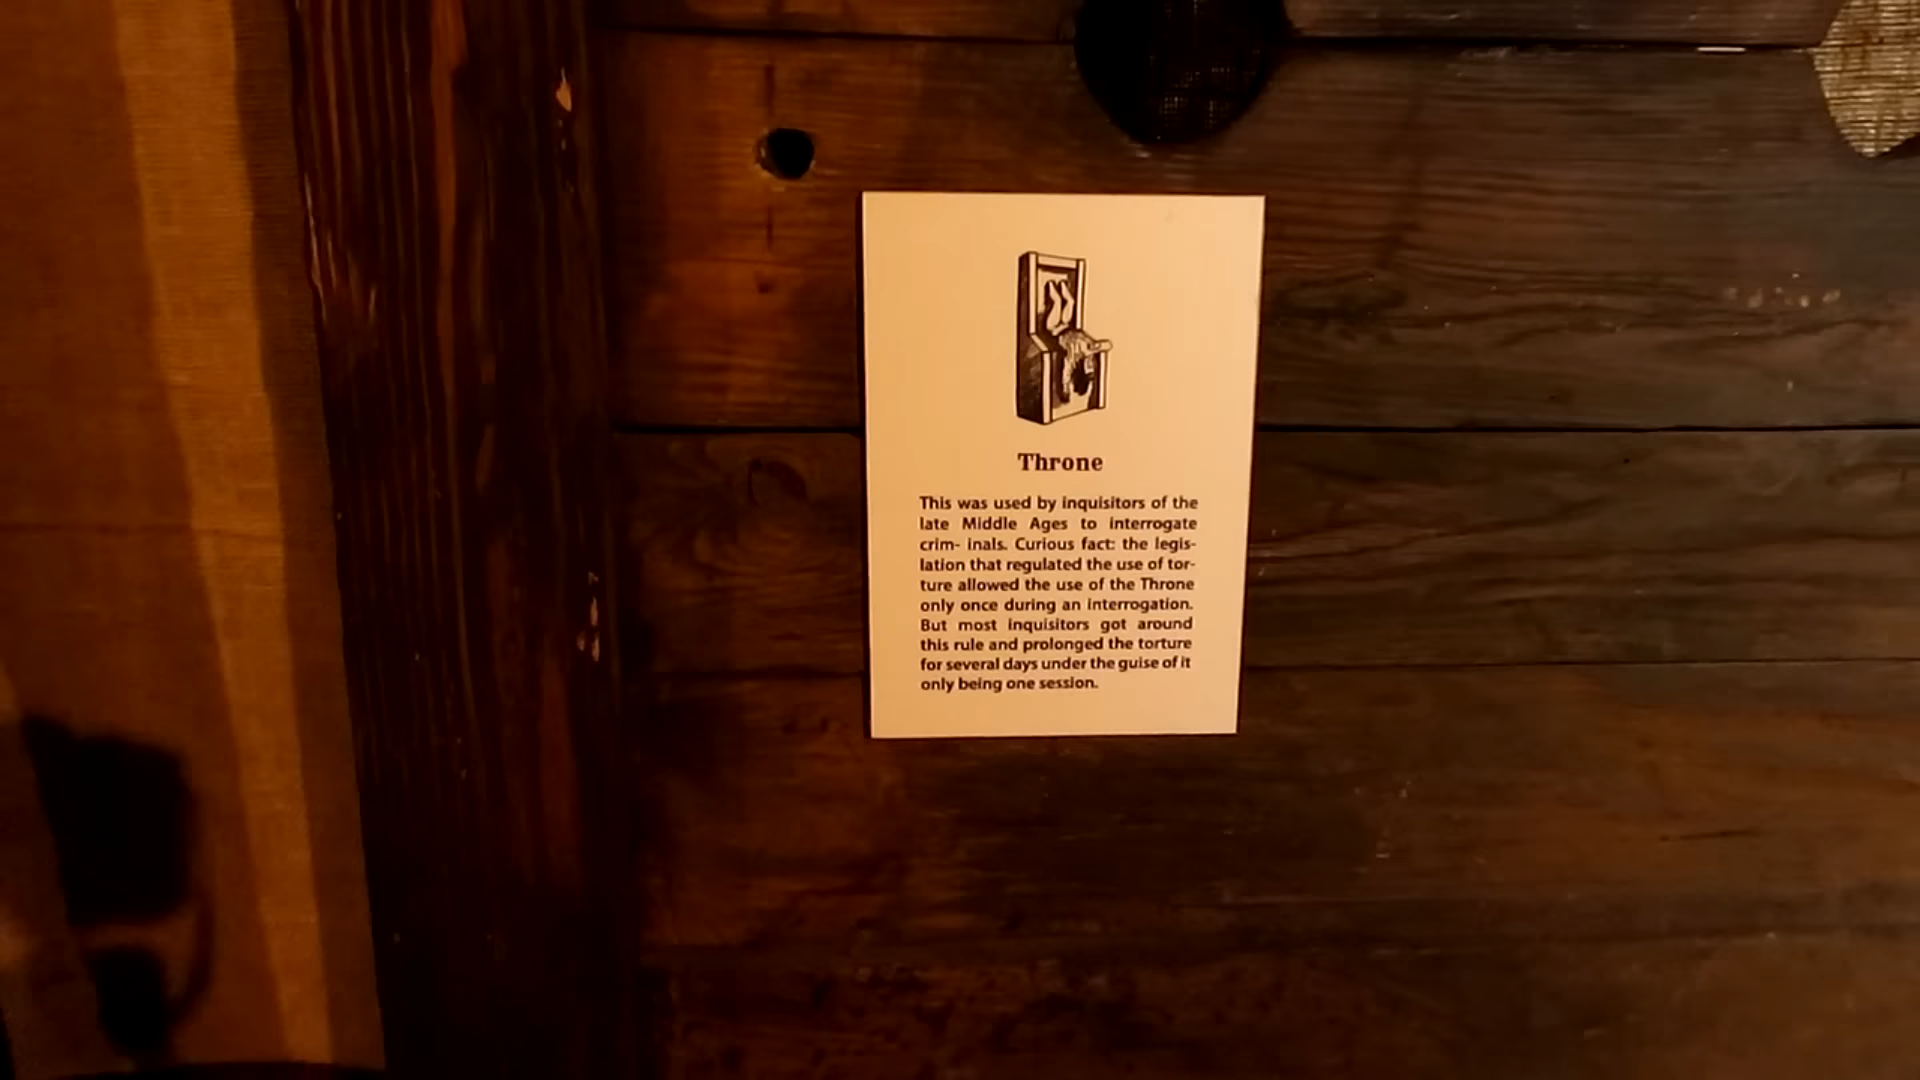 Throne
This was used by inquisitors of the
late Middle Ages to interrogate
crim- inals. Curious fact: the legis-
lation that regulated the use of tor-
ture allowed the use of the Throne
only once during an interrogation.
But most inquisitors got around
this rule and prolonged the torture
for several days under the guise of it
only being one session.